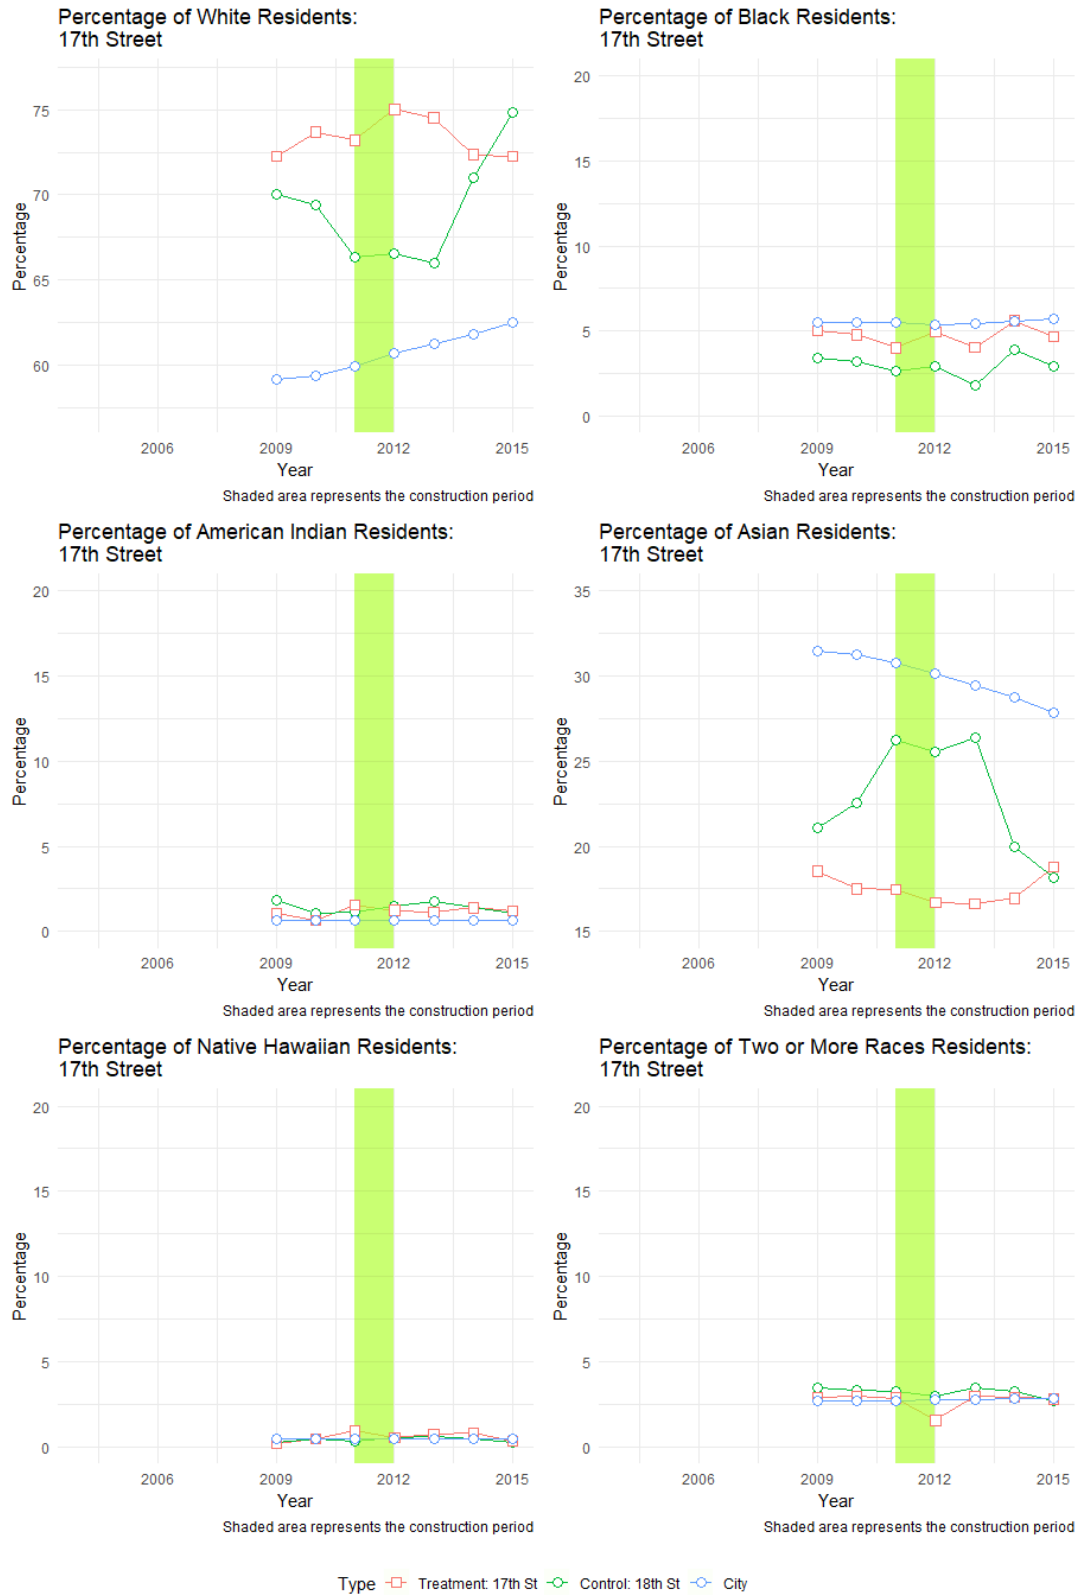 Percentage of White Residents:
17th Street
75
70
65
60
Percentage
2006 2009 2012 2015
Year
Shaded area represents the construction period
Percentage of Black Residents:
17th Street
20
15
10
5
0
Percentage
2006 2009 2012 2015
Year
Shaded area represents the construction period
Percentage of American Indian Residents:
17th Street
20
15
10
5
0
Percentage
2006 2009 2012 2015
Year
Shaded area represents the construction period
Percentage of Asian Residents:
17th Street
35
30
25
20
15
Percentage
2006 2009 2012 2015
Year
Shaded area represents the construction period
Percentage of Native Hawaiian Residents:
17th Street
20
15
10
5
0
Percentage
2006 2009 2012 2015
Year
Shaded area represents the construction period
Percentage of Two or More Races Residents:
17th Street
20
15
10
5
0
Percentage
2006 2009 2012 2015
Year
Shaded area represents the construction period
Type Treatment: 17th St Control: 18th St City